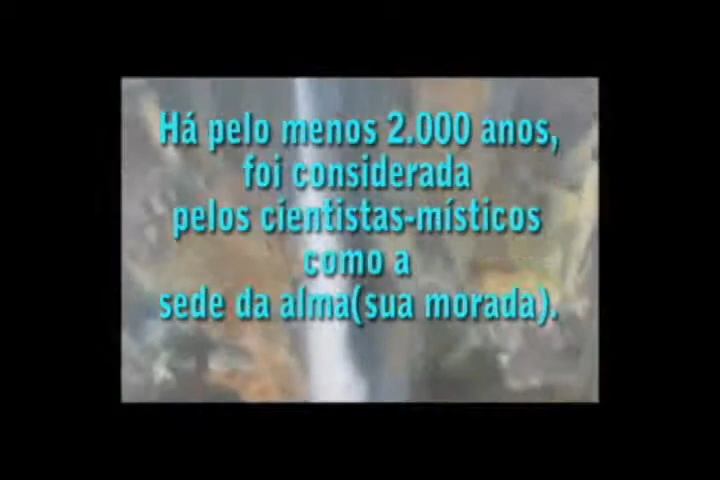 Há pelo menos 2.000 anos,
foi considerada
pelos cientistas-místicos
como a
sede da alma(sua morada).